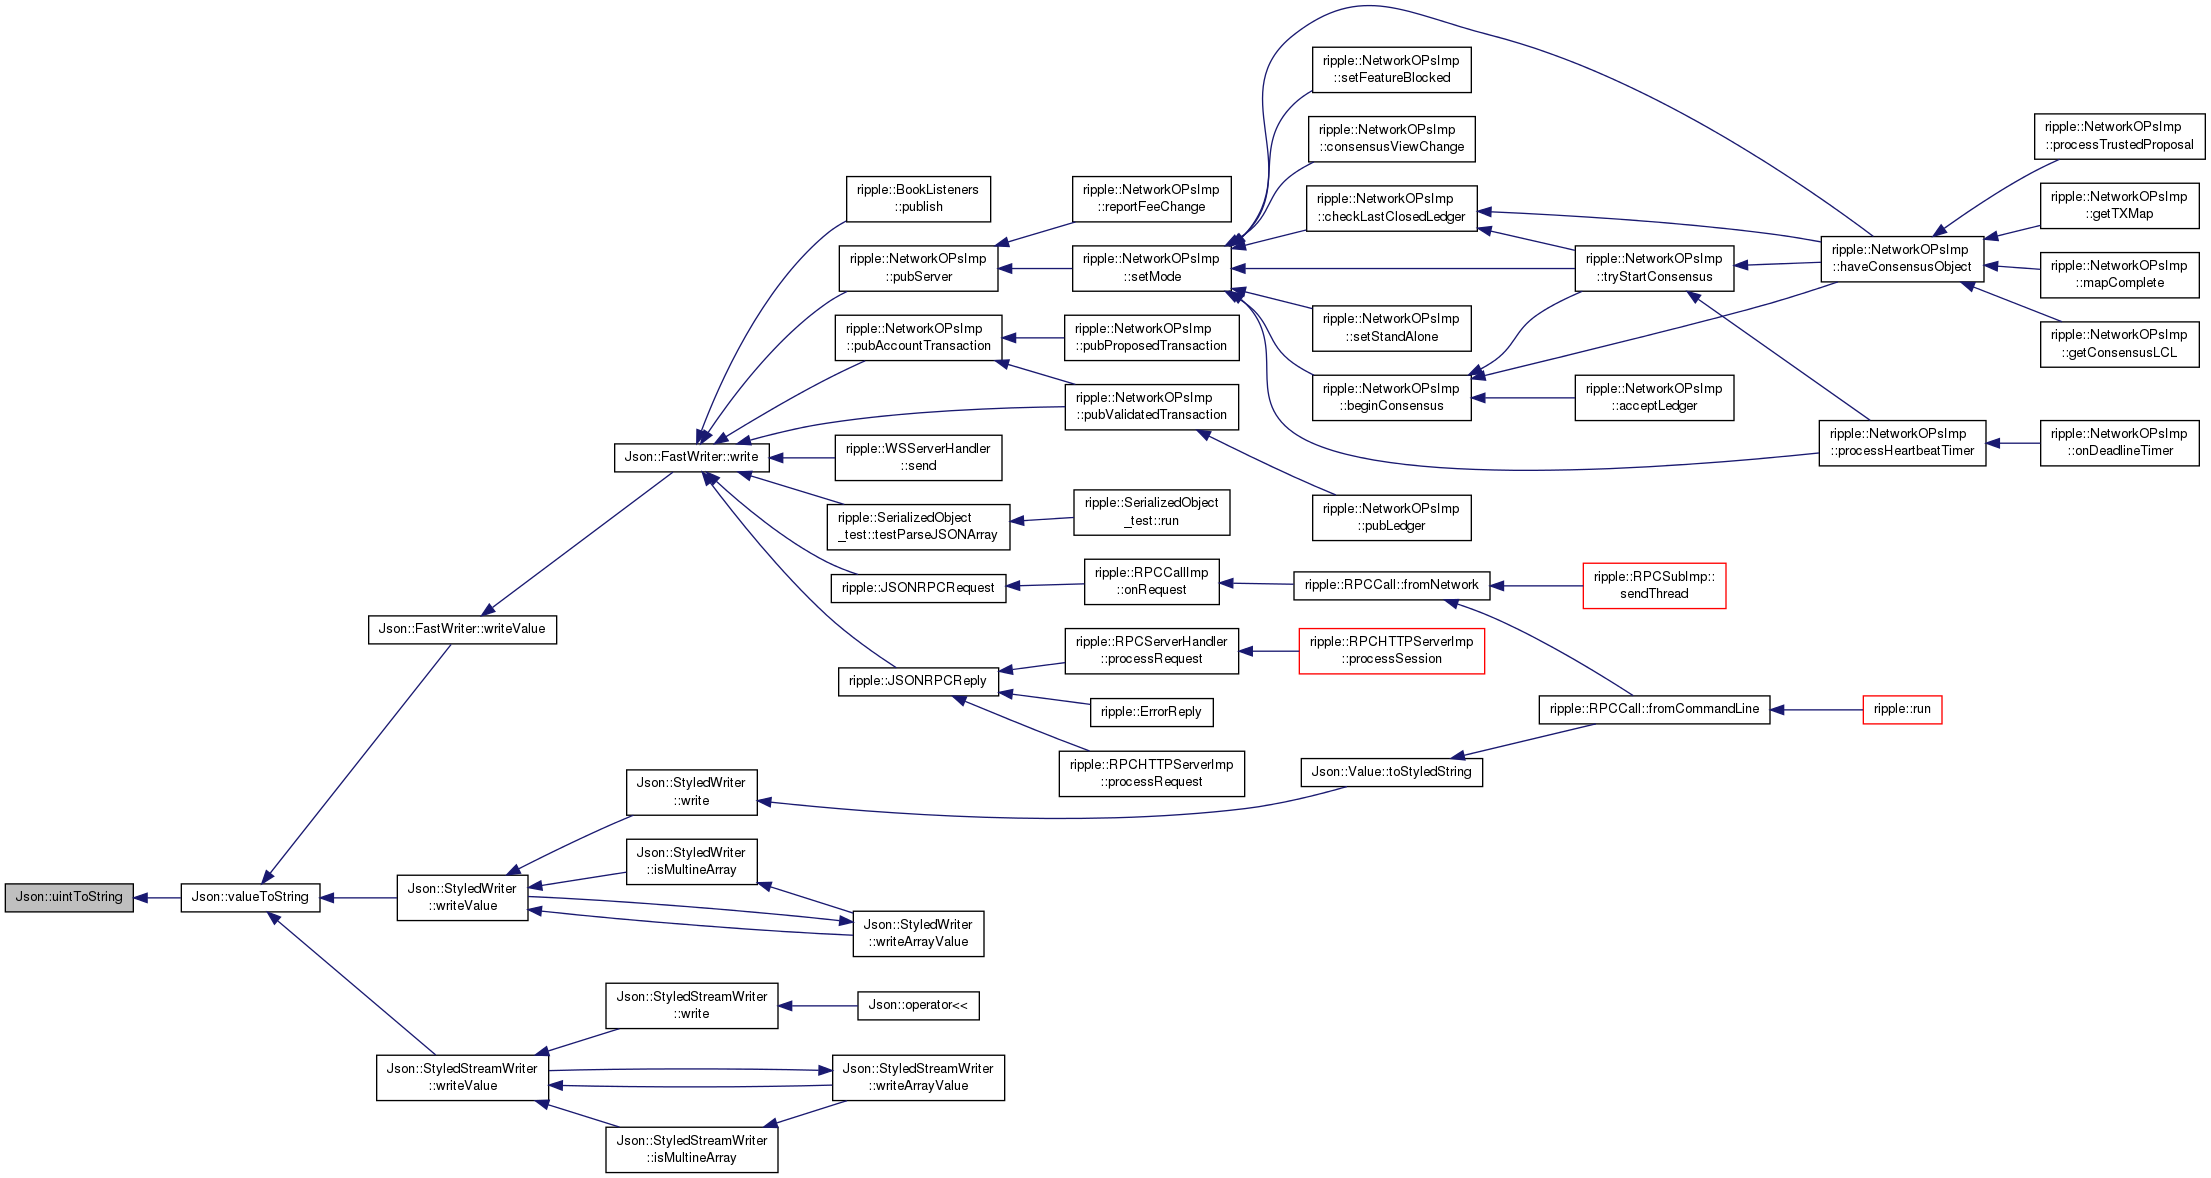 ripple::NetworkOPsImp
::setFeatureBlocked
ripple::NetworkOPsImp
::consensusViewChange
ripple::NetworkOPsImp
::processTrustedProposal
ripple::BookListeners
::publish
ripple::NetworkOPsImp
::reportFeeChange
ripple::NetworkOPsImp
::checkLastClosedLedger
ripple::NetworkOPsImp
::getTXMap
ripple::NetworkOPsImp
::pubServer
ripple::NetworkOPsImp
::setMode
ripple::NetworkOPsImp
::tryStartConsensus
ripple::NetworkOPsImp
::haveConsensusObject
ripple::NetworkOPsImp
::mapComplete
ripple::NetworkOPsImp
::pubAccountTransaction
ripple::NetworkOPsImp
::pubProposedTransaction
ripple::NetworkOPsImp
::setStandAlone
ripple::NetworkOPsImp
::getConsensusLCL
ripple::NetworkOPsImp
::pubValidatedTransaction
ripple::NetworkOPsImp
::beginConsensus
ripple::NetworkOPsImp
::acceptLedger
Json::FastWriter::write
ripple::WSServerHandler
::send
ripple::NetworkOPsImp
::processHeartbeatTimer
ripple::NetworkOPsImp
::onDeadlineTimer
ripple::SerializedObject
_test::testParseJSONArray
ripple::SerializedObject
_test::run
ripple::NetworkOPsImp
::pubLedger
ripple::JSONRPCRequest
ripple::RPCCallImp
::onRequest
ripple::RPCCall::fromNetwork
ripple::RPCSubImp::
sendThread
Json::FastWriter::writeValue
ripple::JSONRPCReply
ripple::RPCServerHandler
::processRequest
ripple::RPCHTTPServerImp
::processSession
ripple::ErrorReply
ripple::RPCCall::fromCommandLine
ripple::run
ripple::RPCHTTPServerImp
::processRequest
Json::Value::toStyledString
Json::StyledWriter
::write
Json::StyledWriter
::isMultineArray
Json::uintToString
Json::valueToString
Json::StyledWriter
::writeValue
Json::StyledWriter
::writeArrayValue
Json::StyledStreamWriter
::write
Json::operator<<
Json::StyledStreamWriter
::writeValue
Json::StyledStreamWriter
::writeArrayValue
Json::StyledStreamWriter
::isMultineArray